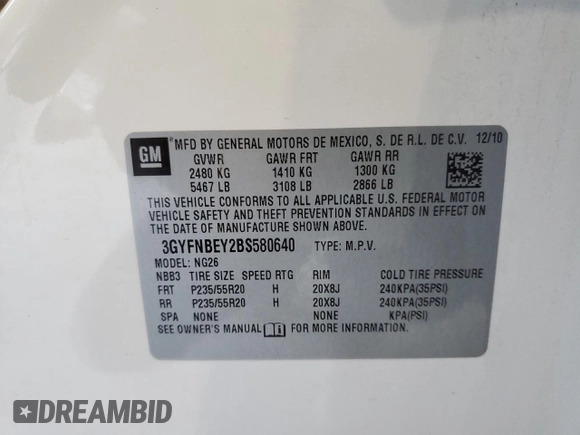 GM ® MFD BY GENERAL MOTORS DE MEXICO, S. DE R.L. DE C.V. 12/10
GVWR GAWR FRT GAWR RR
2480 KG 1410 KG 1300 KG
5467 LB 3108 LB 2866 LB
THIS VEHICLE CONFORMS TO ALL APPLICABLE U.S. FEDERAL MOTOR
VEHICLE SAFETY AND THEFT PREVENTION STANDARDS IN EFFECT ON
THE DATE OF MANUFACTURE SHOWN ABOVE.
3GYFNBEY2BS580640 TYPE: M.P.V.
MODEL: NG26
NBB3 TIRE SIZE SPEED RTG RIM COLD TIRE PRESSURE
FRT P235/55R20 H 20X8J 240KPA(35PSI)
RR P235/55R20 H 20X8J 240KPA(35PSI)
SPA NONE NONE KPA(PSI)
SEE OWNER'S MANUAL FOR MORE INFORMATION.
DREAMBID